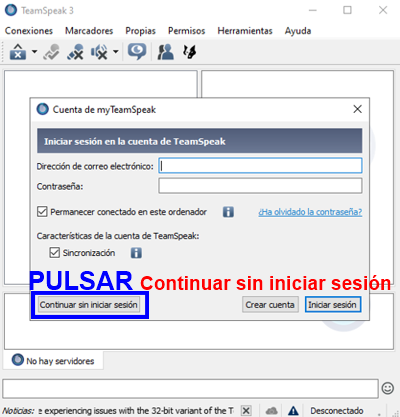 TeamSpeak 3
Conexiones Marcadores Propias Permisos Herramientas Ayuda
Cuenta de myTeamSpeak
Iniciar sesión en la cuenta de TeamSpeak
Dirección de correo electrónico:
Contraseña:
Permanecer conectado en este ordenador ¿Ha olvidado la contraseña?
Características de la cuenta de TeamSpeak:
Sincronización
PULSAR Continuar sin iniciar sesión
Continuar sin iniciar sesión Crear cuenta Iniciar sesión
No hay servidores
Noticias: e experiencing issues with the 32-bit variant of the T Desconectado